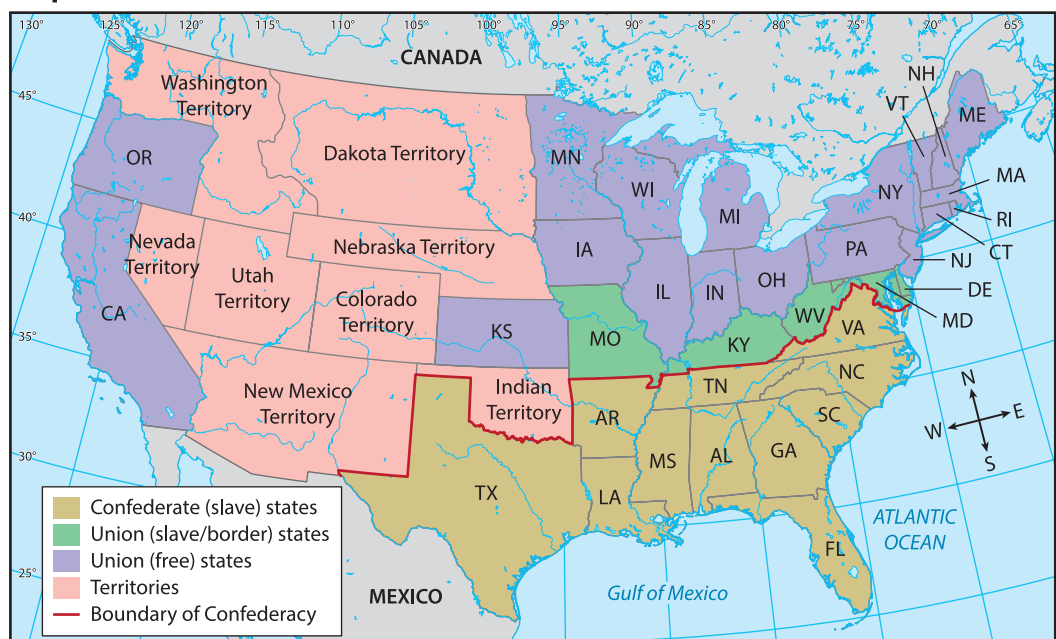 130°
125°
120°
115°
110°
105°
100°
95°
90°
85°
80°
75°
70°
65°
45°
40°
35°
30°
25°
CANADA
Washington
Territory
OR
Dakota Territory
MN
WI
MI
NH
VT
ME
NY
MA
RI
CT
NJ
DE
MD
PA
Nevada
Territory
Utah
Territory
Nebraska Territory
Colorado
Territory
IA
IL
IN
OH
CA
KS
MO
KY
WV
VA
New Mexico
Territory
Indian
Territory
TN
NC
AR
SC
MS
AL
GA
TX
LA
FL
N
E
W
S
Confederate (slave) states
Union (slave/border) states
Union (free) states
Territories
Boundary of Confederacy
MEXICO
Gulf of Mexico
ATLANTIC
OCEAN